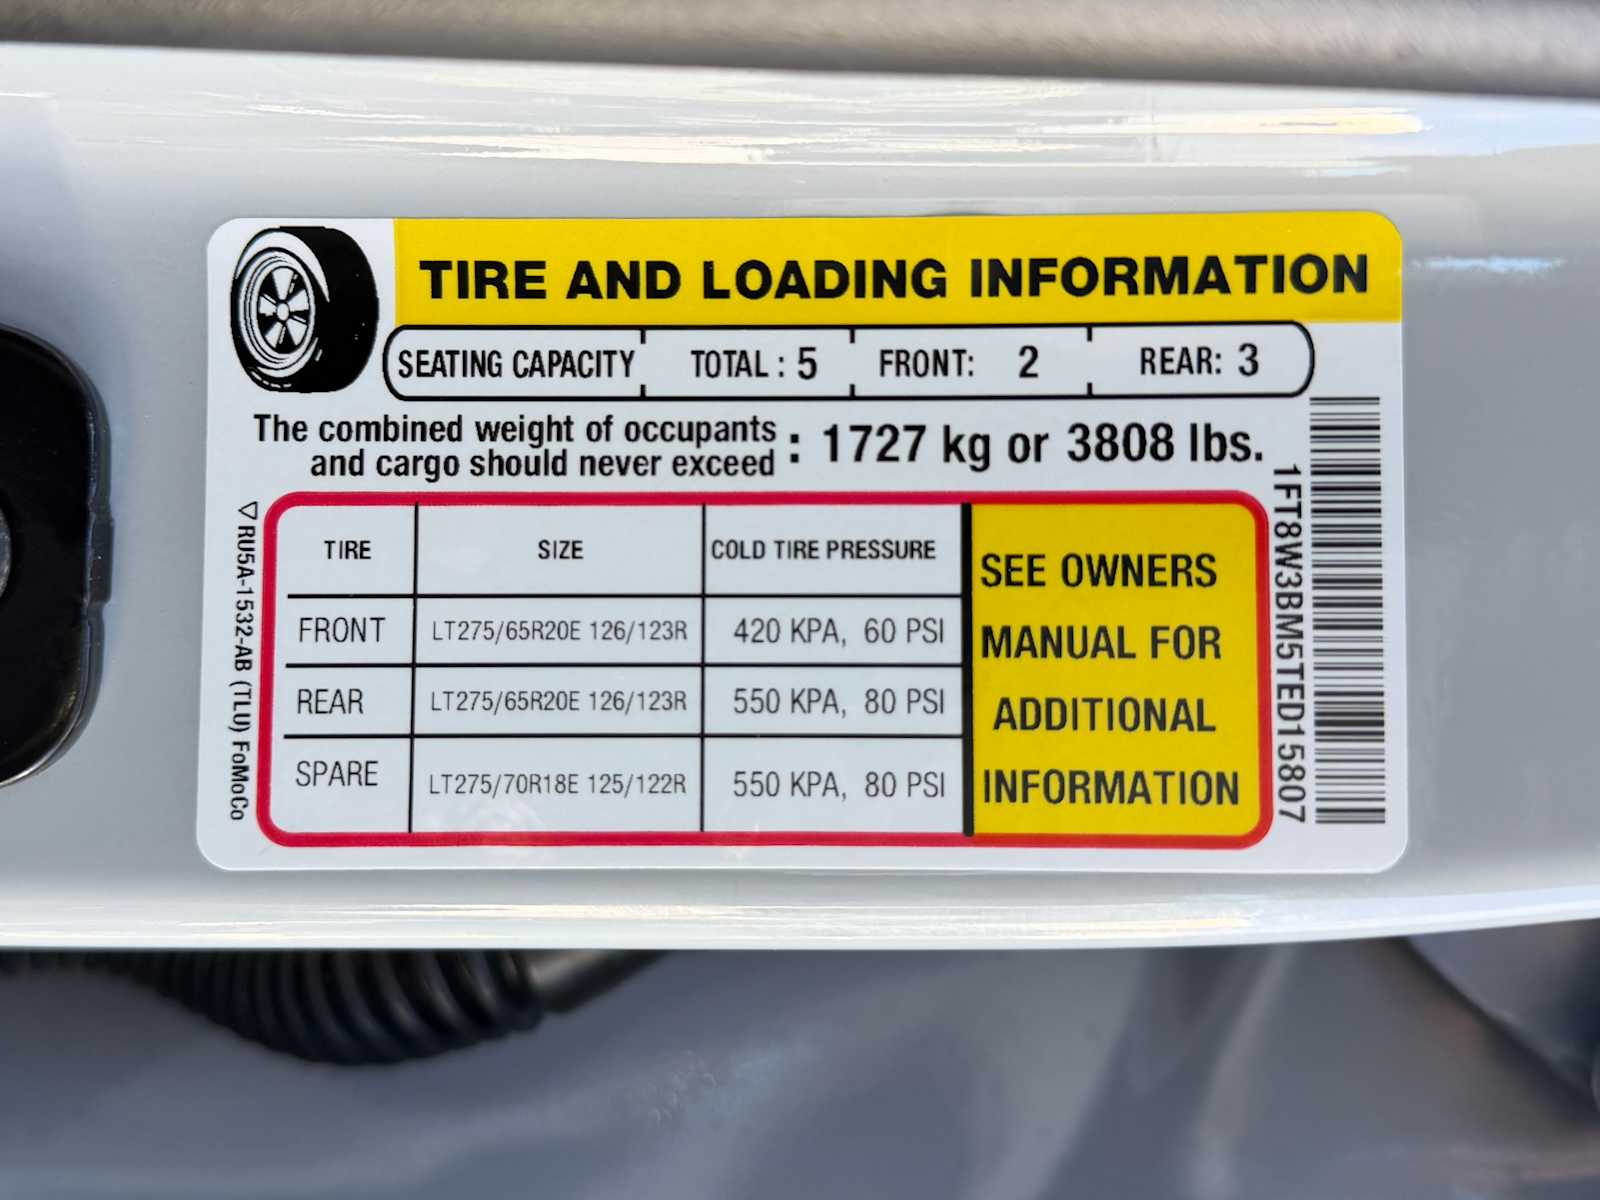 TIRE AND LOADING INFORMATION
SEATING CAPACITY TOTAL : 5 FRONT: 2 REAR: 3
The combined weight of occupants
and cargo should never exceed : 1727 kg or 3808 lbs.
TIRE SIZE COLD TIRE PRESSURE
FRONT LT275/65R20E 126/123R 420 KPA, 60 PSI
REAR LT275/65R20E 126/123R 550 KPA, 80 PSI
SPARE LT275/70R18E 125/122R 550 KPA, 80 PSI
SEE OWNERS
MANUAL FOR
ADDITIONAL
INFORMATION
1FT8W3BM5TED15807
RU5A-1532-AB (TLU) FoMoCo